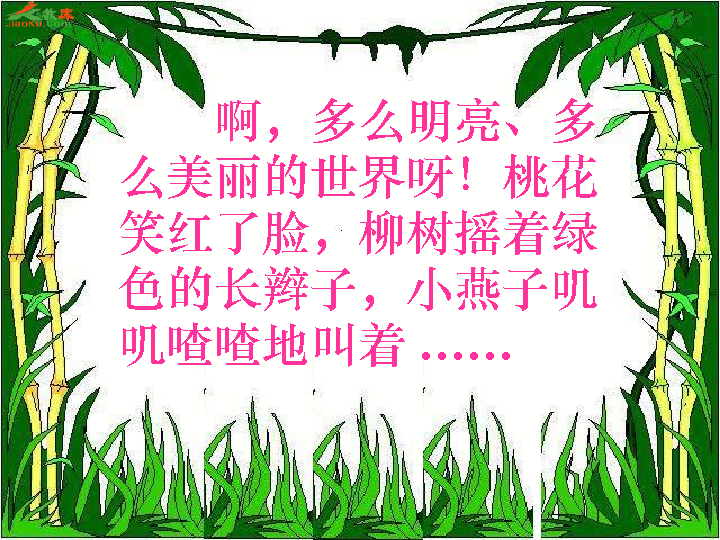 啊，多么明亮、多
么美丽的世界呀！桃花
笑红了脸，柳树摇着绿
色的长辫子，小燕子叽
叽喳喳地叫着……